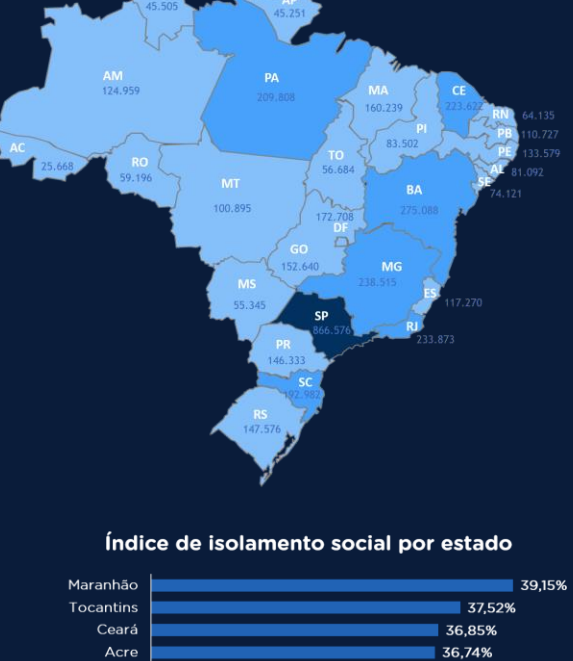 45.505
AP
45.251
AM
124.959
PA
209.808
MA
160.239
CE
223.622
RN 64.135
PB 110.727
PE 133.579
AL 81.092
SE 74.121
PI
83.502
AC
25.668
RO
59.196
TO
56.684
MT
100.895
BA
275.088
172.708
DF
GO
152.640
MG
238.515
MS
55.345
ES 117.270
SP
866.576
RJ 233.873
PR
146.333
SC
192.982
RS
147.576
Índice de isolamento social por estado
Maranhão 39,15%
Tocantins 37,52%
Ceará 36,85%
Acre 36,74%